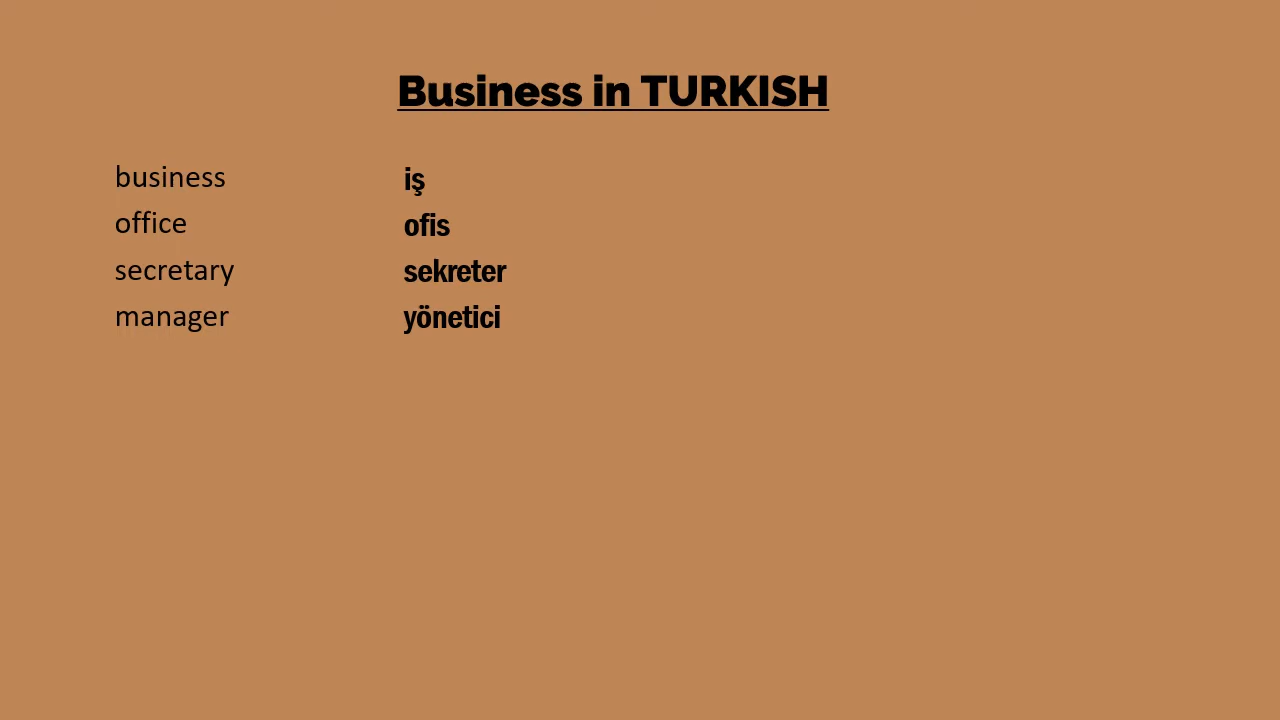 Business in TURKISH
business iş
office ofis
secretary sekreter
manager yönetici